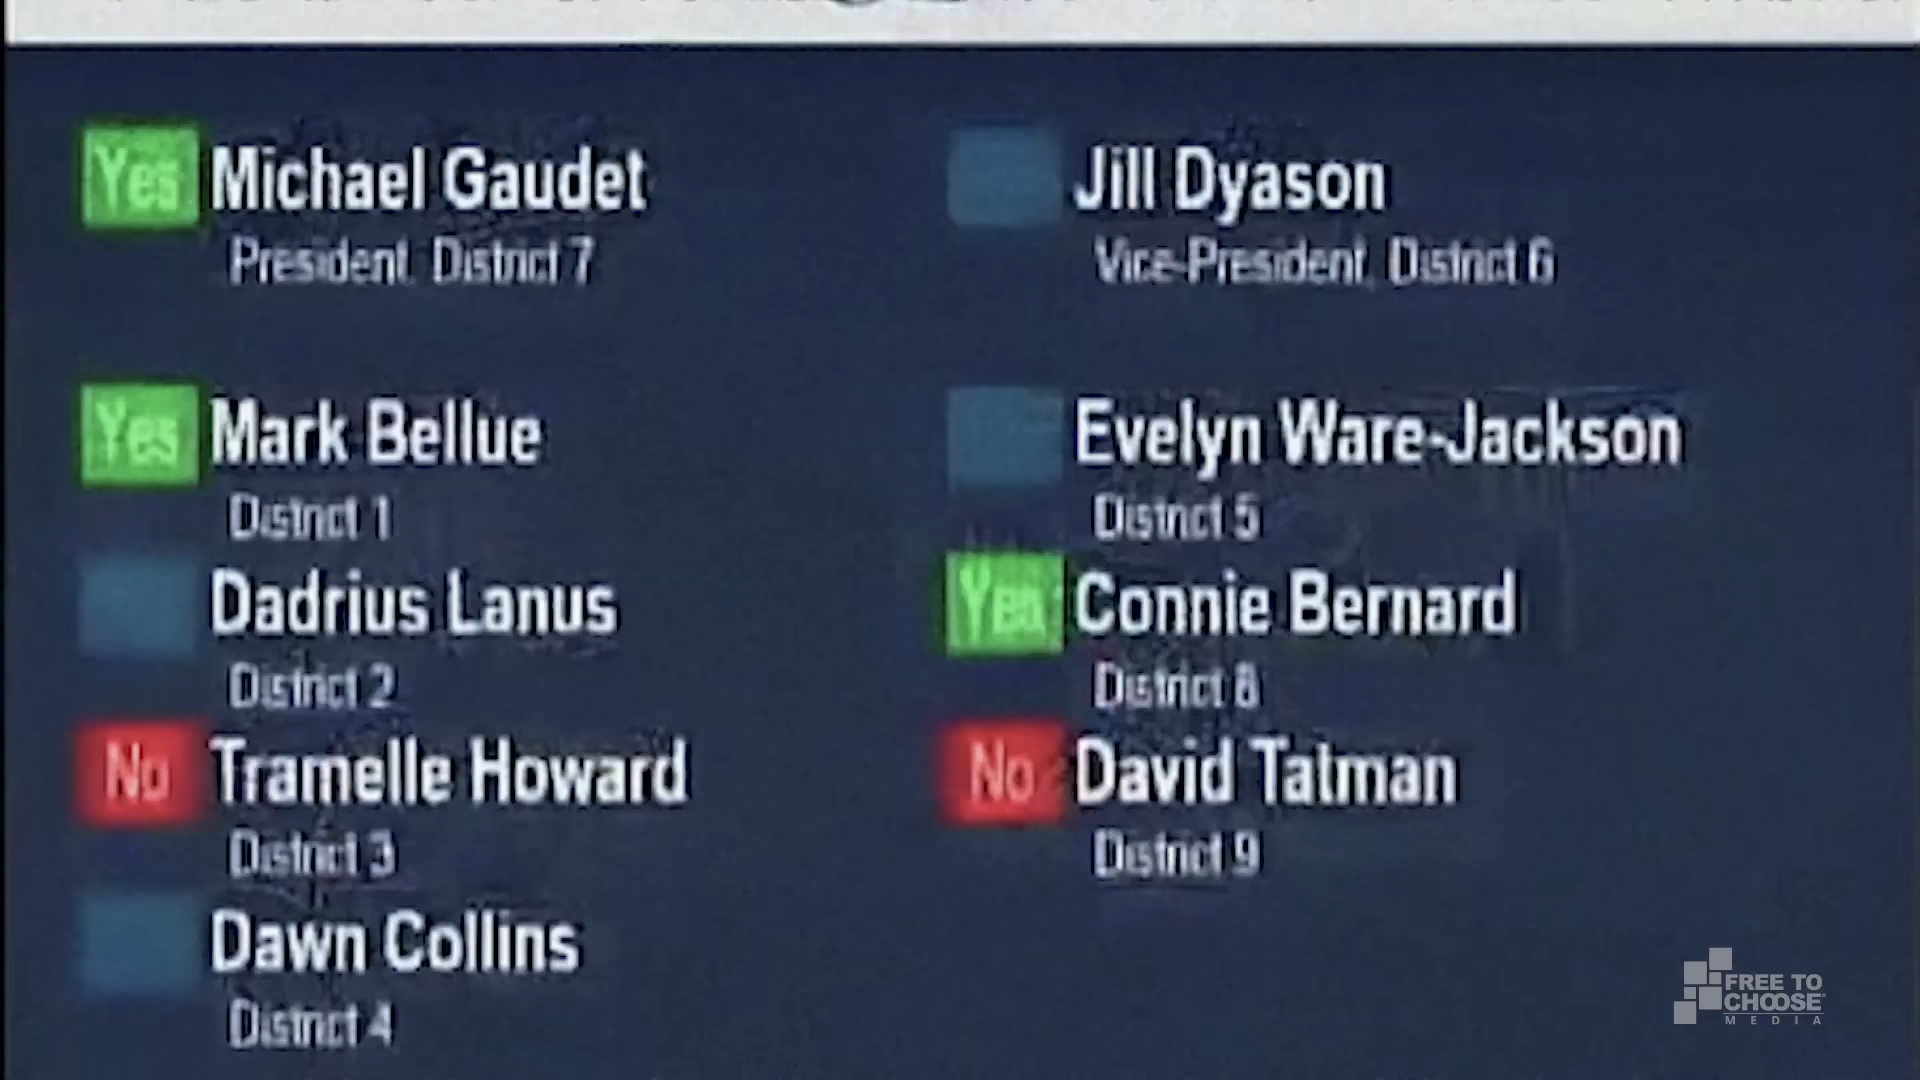 Yes Michael Gaudet
President, District 7
Jill Dyason
Vice-President, District 6
Yes Mark Bellue
District 1
Evelyn Ware-Jackson
District 5
Dadrius Lanus
District 2
Yes Connie Bernard
District 8
No Tramelle Howard
District 3
No David Tatman
District 9
Dawn Collins
District 4
FREE TO
CHOOSE
MEDIA